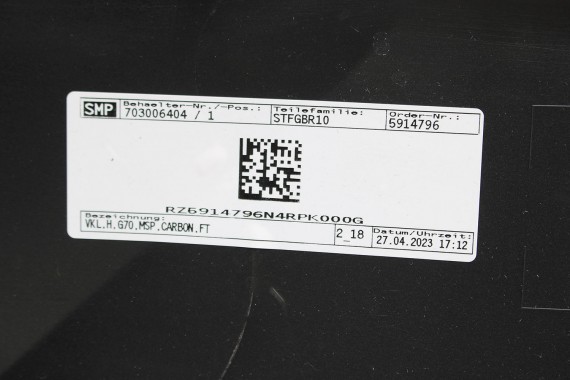 SMP Behaelter-Nr./-Pos.: Teilefamilie: Order-Nr.:
703006404 / 1 STFGBR10 5914796
RZ6914796N4RPK000G
Bezeichnung: Datum/Uhrzeit:
VKL.H.G70.MSP.CARBON.FT 2_18 27.04.2023 17:12